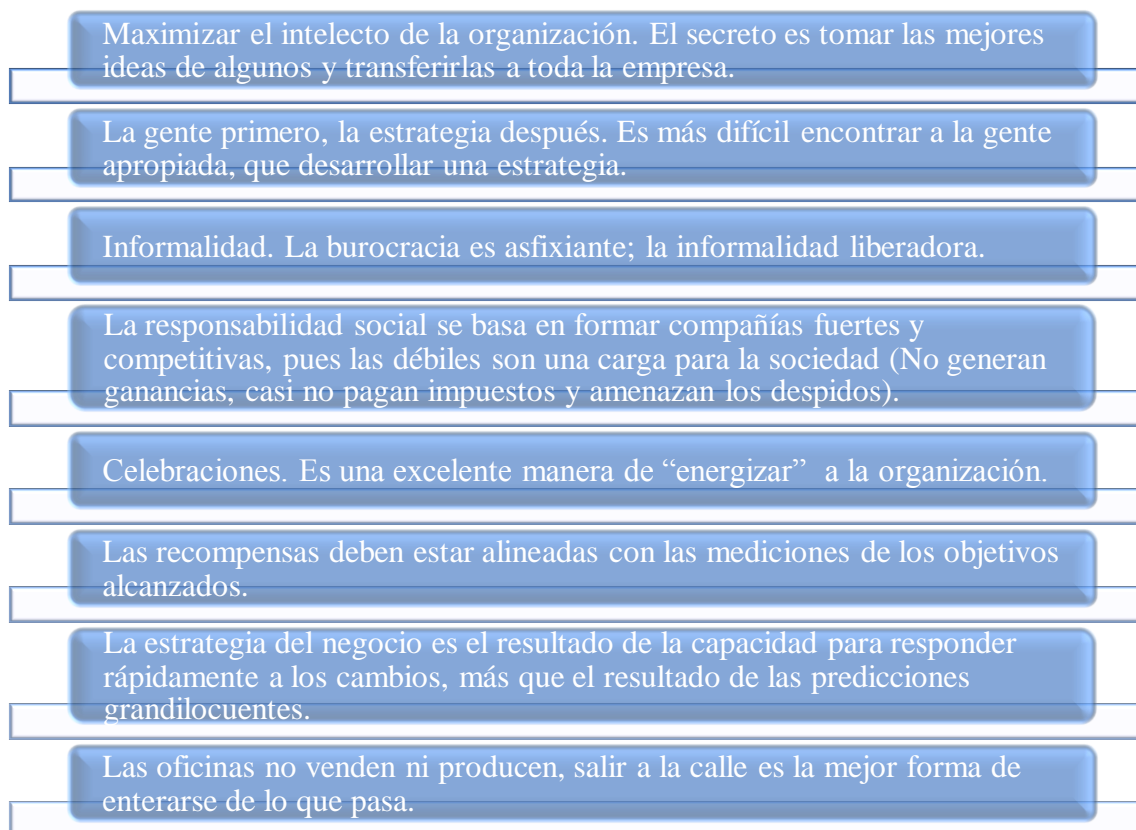 Maximizar el intelecto de la organización. El secreto es tomar las mejores
ideas de algunos y transferirlas a toda la empresa.
La gente primero, la estrategia después. Es más difícil encontrar a la gente
apropiada, que desarrollar una estrategia.
Informalidad. La burocracia es asfixiante; la informalidad liberadora.
La responsabilidad social se basa en formar compañías fuertes y
competitivas, pues las débiles son una carga para la sociedad (No generan
ganancias, casi no pagan impuestos y amenazan los despidos).
Celebraciones. Es una excelente manera de “energizar” a la organización.
Las recompensas deben estar alineadas con las mediciones de los objetivos
alcanzados.
La estrategia del negocio es el resultado de la capacidad para responder
rápidamente a los cambios, más que el resultado de las predicciones
grandilocuentes.
Las oficinas no venden ni producen, salir a la calle es la mejor forma de
enterarse de lo que pasa.